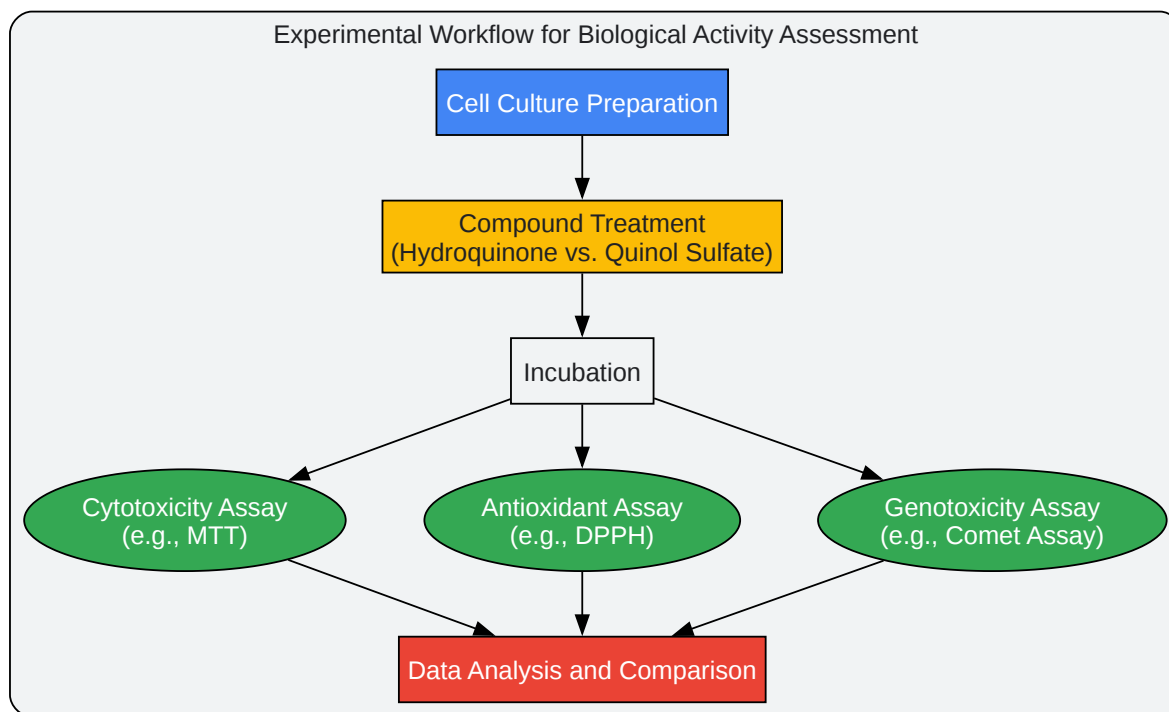 Experimental Workflow for Biological Activity Assessment
Cell Culture Preparation
Compound Treatment
(Hydroquinone vs. Quinol Sulfate)
Incubation
Cytotoxicity Assay
(e.g., MTT)
Antioxidant Assay
(e.g., DPPH)
Genotoxicity Assay
(e.g., Comet Assay)
Data Analysis and Comparison